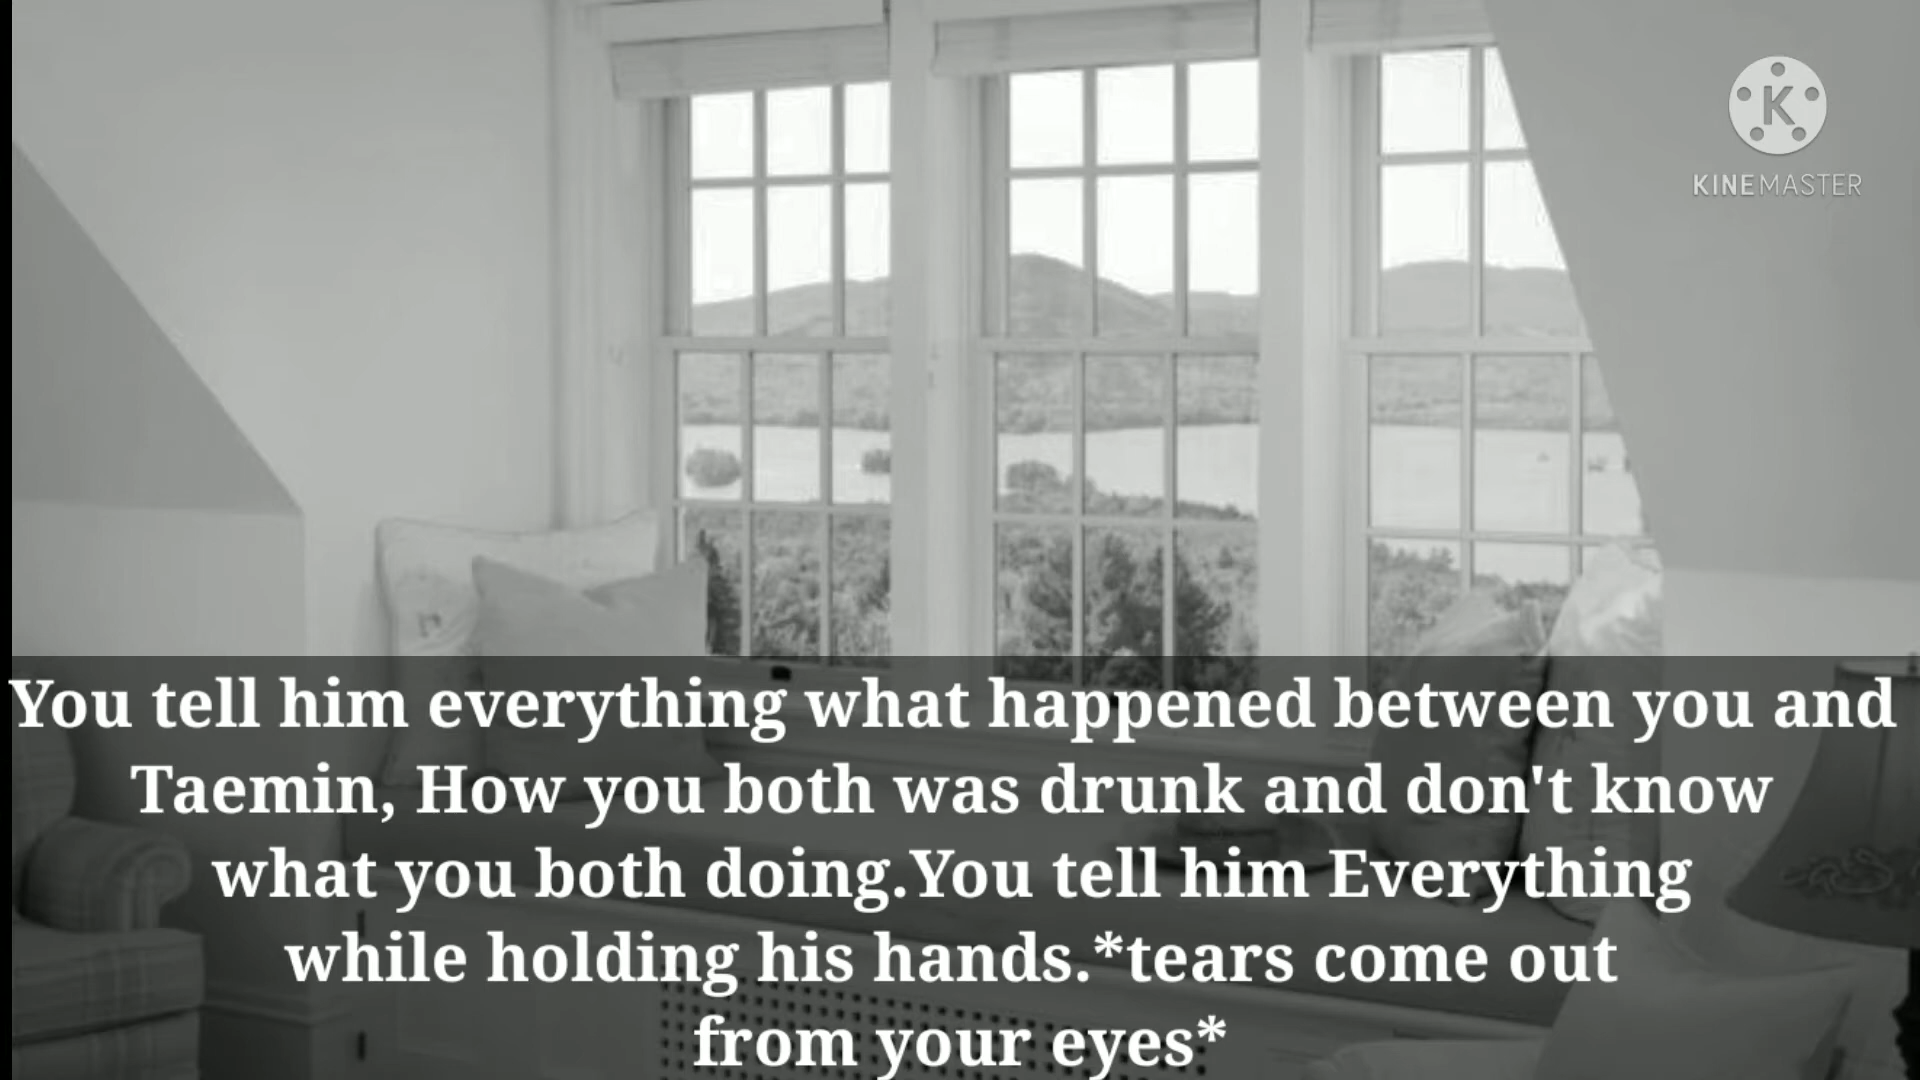 KINEMASTER
You tell him everything what happened between you and
Taemin, How you both was drunk and don't know
what you both doing.You tell him Everything
while holding his hands.*tears come out
from your eyes*